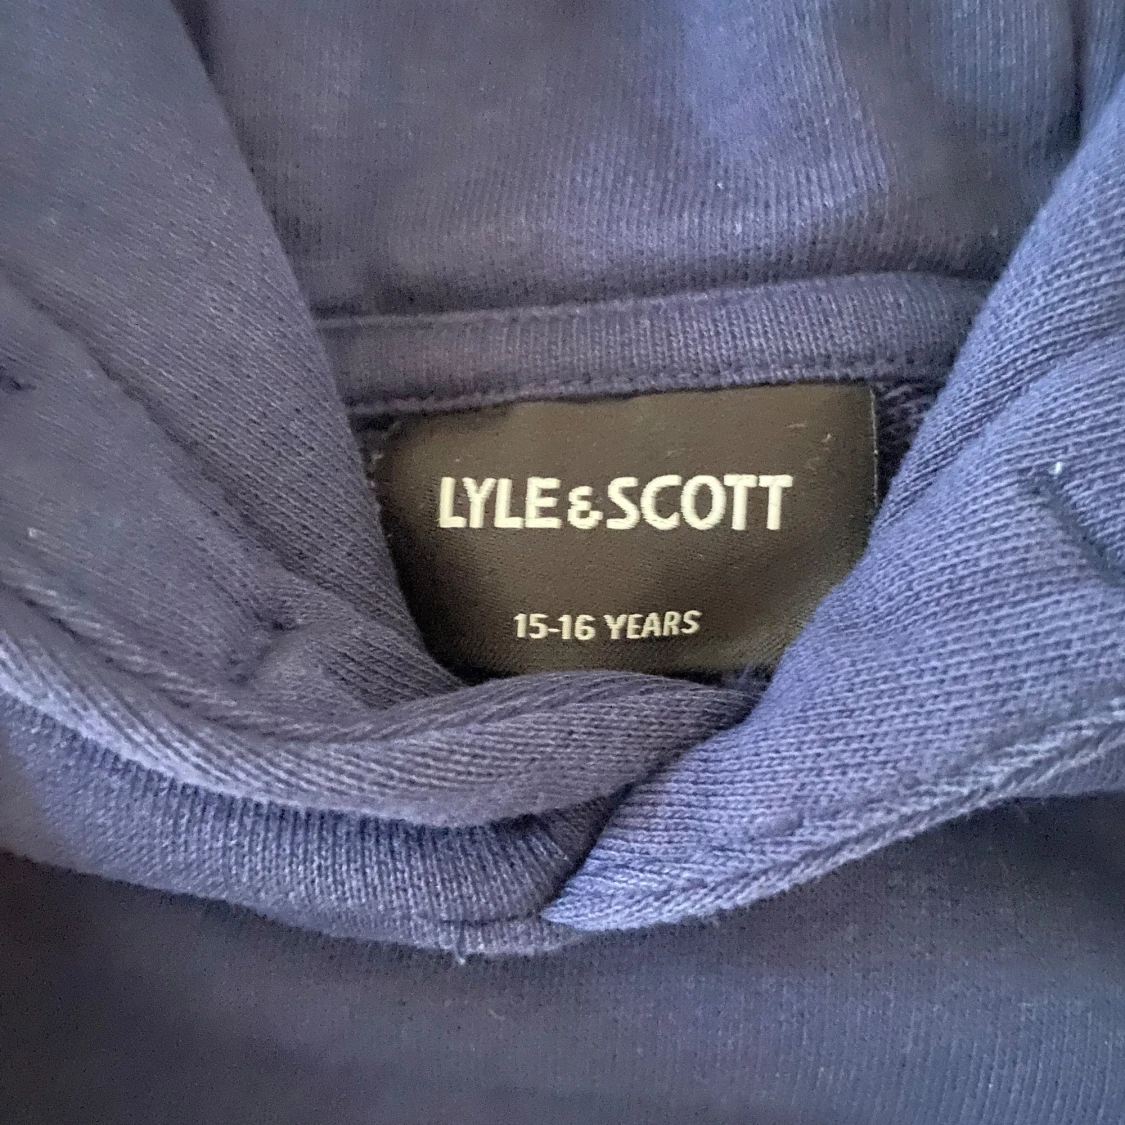 LYLE & SCOTT
15-16 YEARS